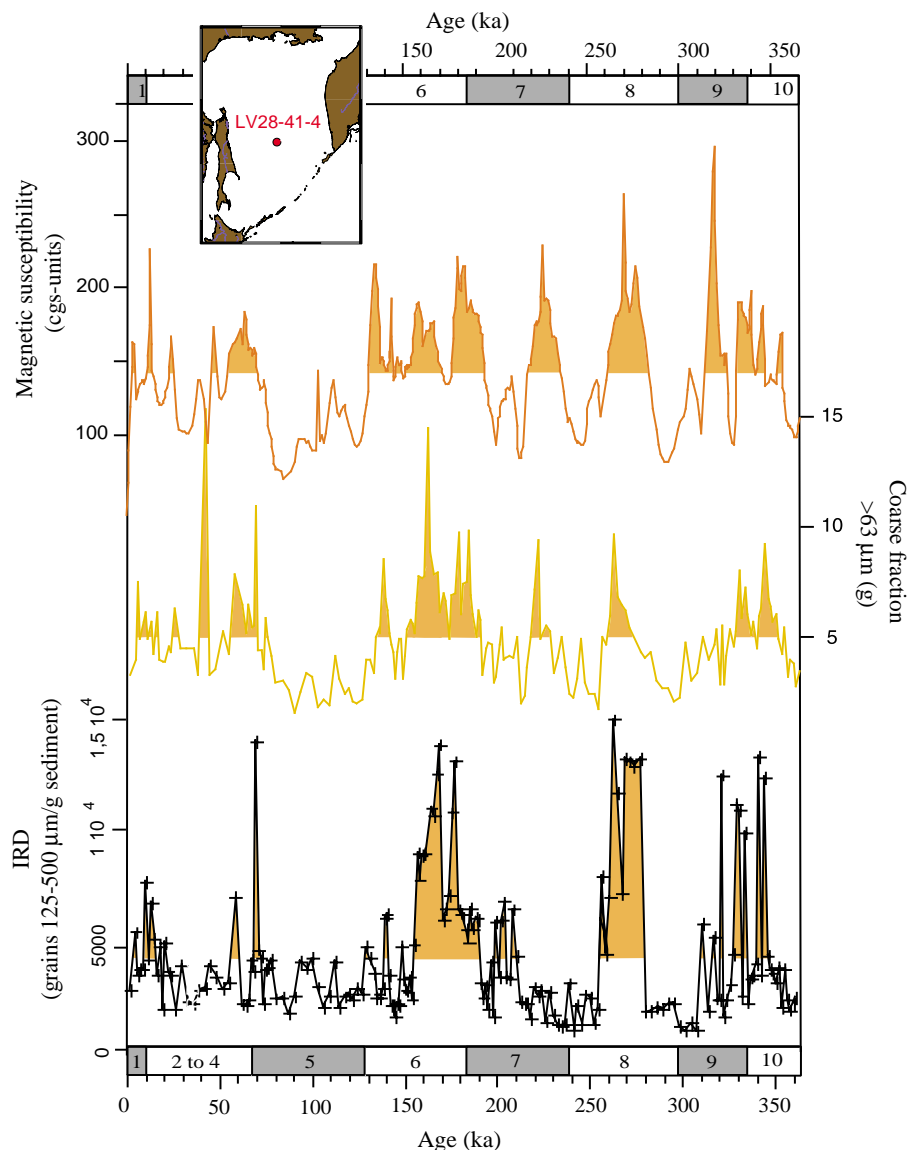 Age (ka)
150 200 250 300 350
1 6 7 8 9 10
LV28-41-4
300
200
100
Magnetic susceptibility
(cgs-units)
15
10
5
Coarse fraction
>63 µm (g)
1,5 10 4
1 10 4
5000
0
IRD
(grains 125-500 µm/g sediment)
1 2 to 4 5 6 7 8 9 10
0 50 100 150 200 250 300 350
Age (ka)